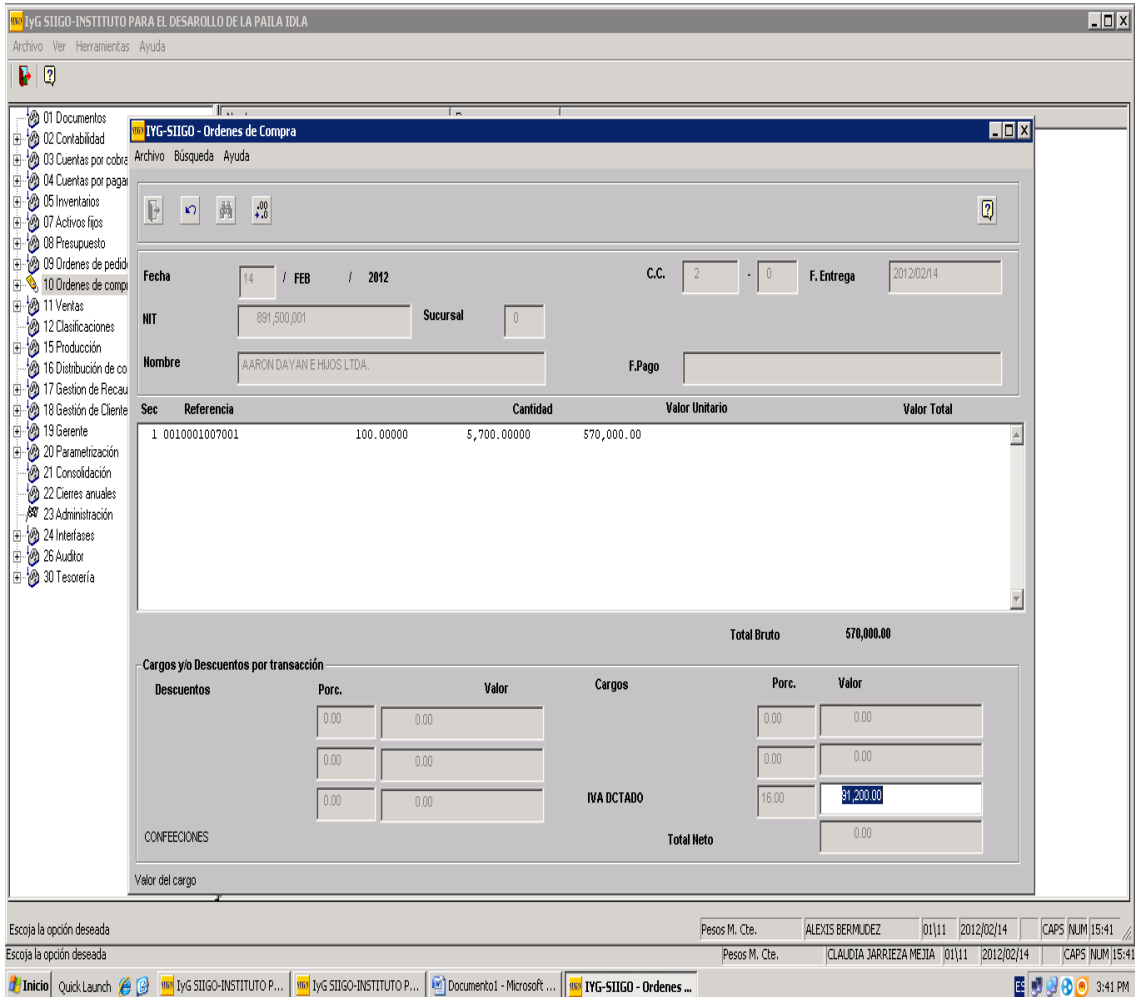 IyG SIIGO-INSTITUTO PARA EL DESAROLLO DE LA PAILA IDLA
Archivo Ver Herramientas Ayuda
01 Documentos
02 Contabilidad
03 Cuentas por cobra
04 Cuentas por pagar
05 Inventarios
07 Activos fijos
08 Presupuesto
09 Ordenes de pedid
10 Ordenes de comp
11 Ventas
12 Clasificaciones
15 Producción
16 Distribución de co
17 Gestion de Recau
18 Gestión de Cliente
19 Gerente
20 Parametrización
21 Consolidación
22 Cierres anuales
23 Administración
24 Interfases
26 Auditor
30 Tesorería
IYG-SIIGO - Ordenes de Compra
Archivo Búsqueda Ayuda
Fecha 14 / FEB / 2012 C.C. 2 - 0 F. Entrega 2012/02/14
NIT 891,500,001 Sucursal 0
Nombre AARON DAYAN E HIJOS LTDA. F.Pago
Sec Referencia Cantidad Valor Unitario Valor Total
1 0010001007001 100.00000 5,700.00000 570,000.00
Total Bruto 570,000.00
Cargos y/o Descuentos por transacción
Descuentos Porc. Valor Cargos Porc. Valor
0.00 0.00 0.00 0.00
0.00 0.00 0.00 0.00
0.00 0.00 IVA DCTADO 16.00 91,200.00
CONFEECIONES Total Neto 0.00
Valor del cargo
Escoja la opción deseada Pesos M. Cte. ALEXIS BERMUDEZ 01\11 2012/02/14 CAPS NUM 15:41
Escoja la opción deseada Pesos M. Cte. CLAUDIA JARRIEZA MEJIA 01\11 2012/02/14 CAPS NUM 15:41
Inicio Quick Launch IyG SIIGO-INSTITUTO P... IyG SIIGO-INSTITUTO P... Documento1 - Microsoft ... IYG-SIIGO - Ordenes ... ES 3:41 PM